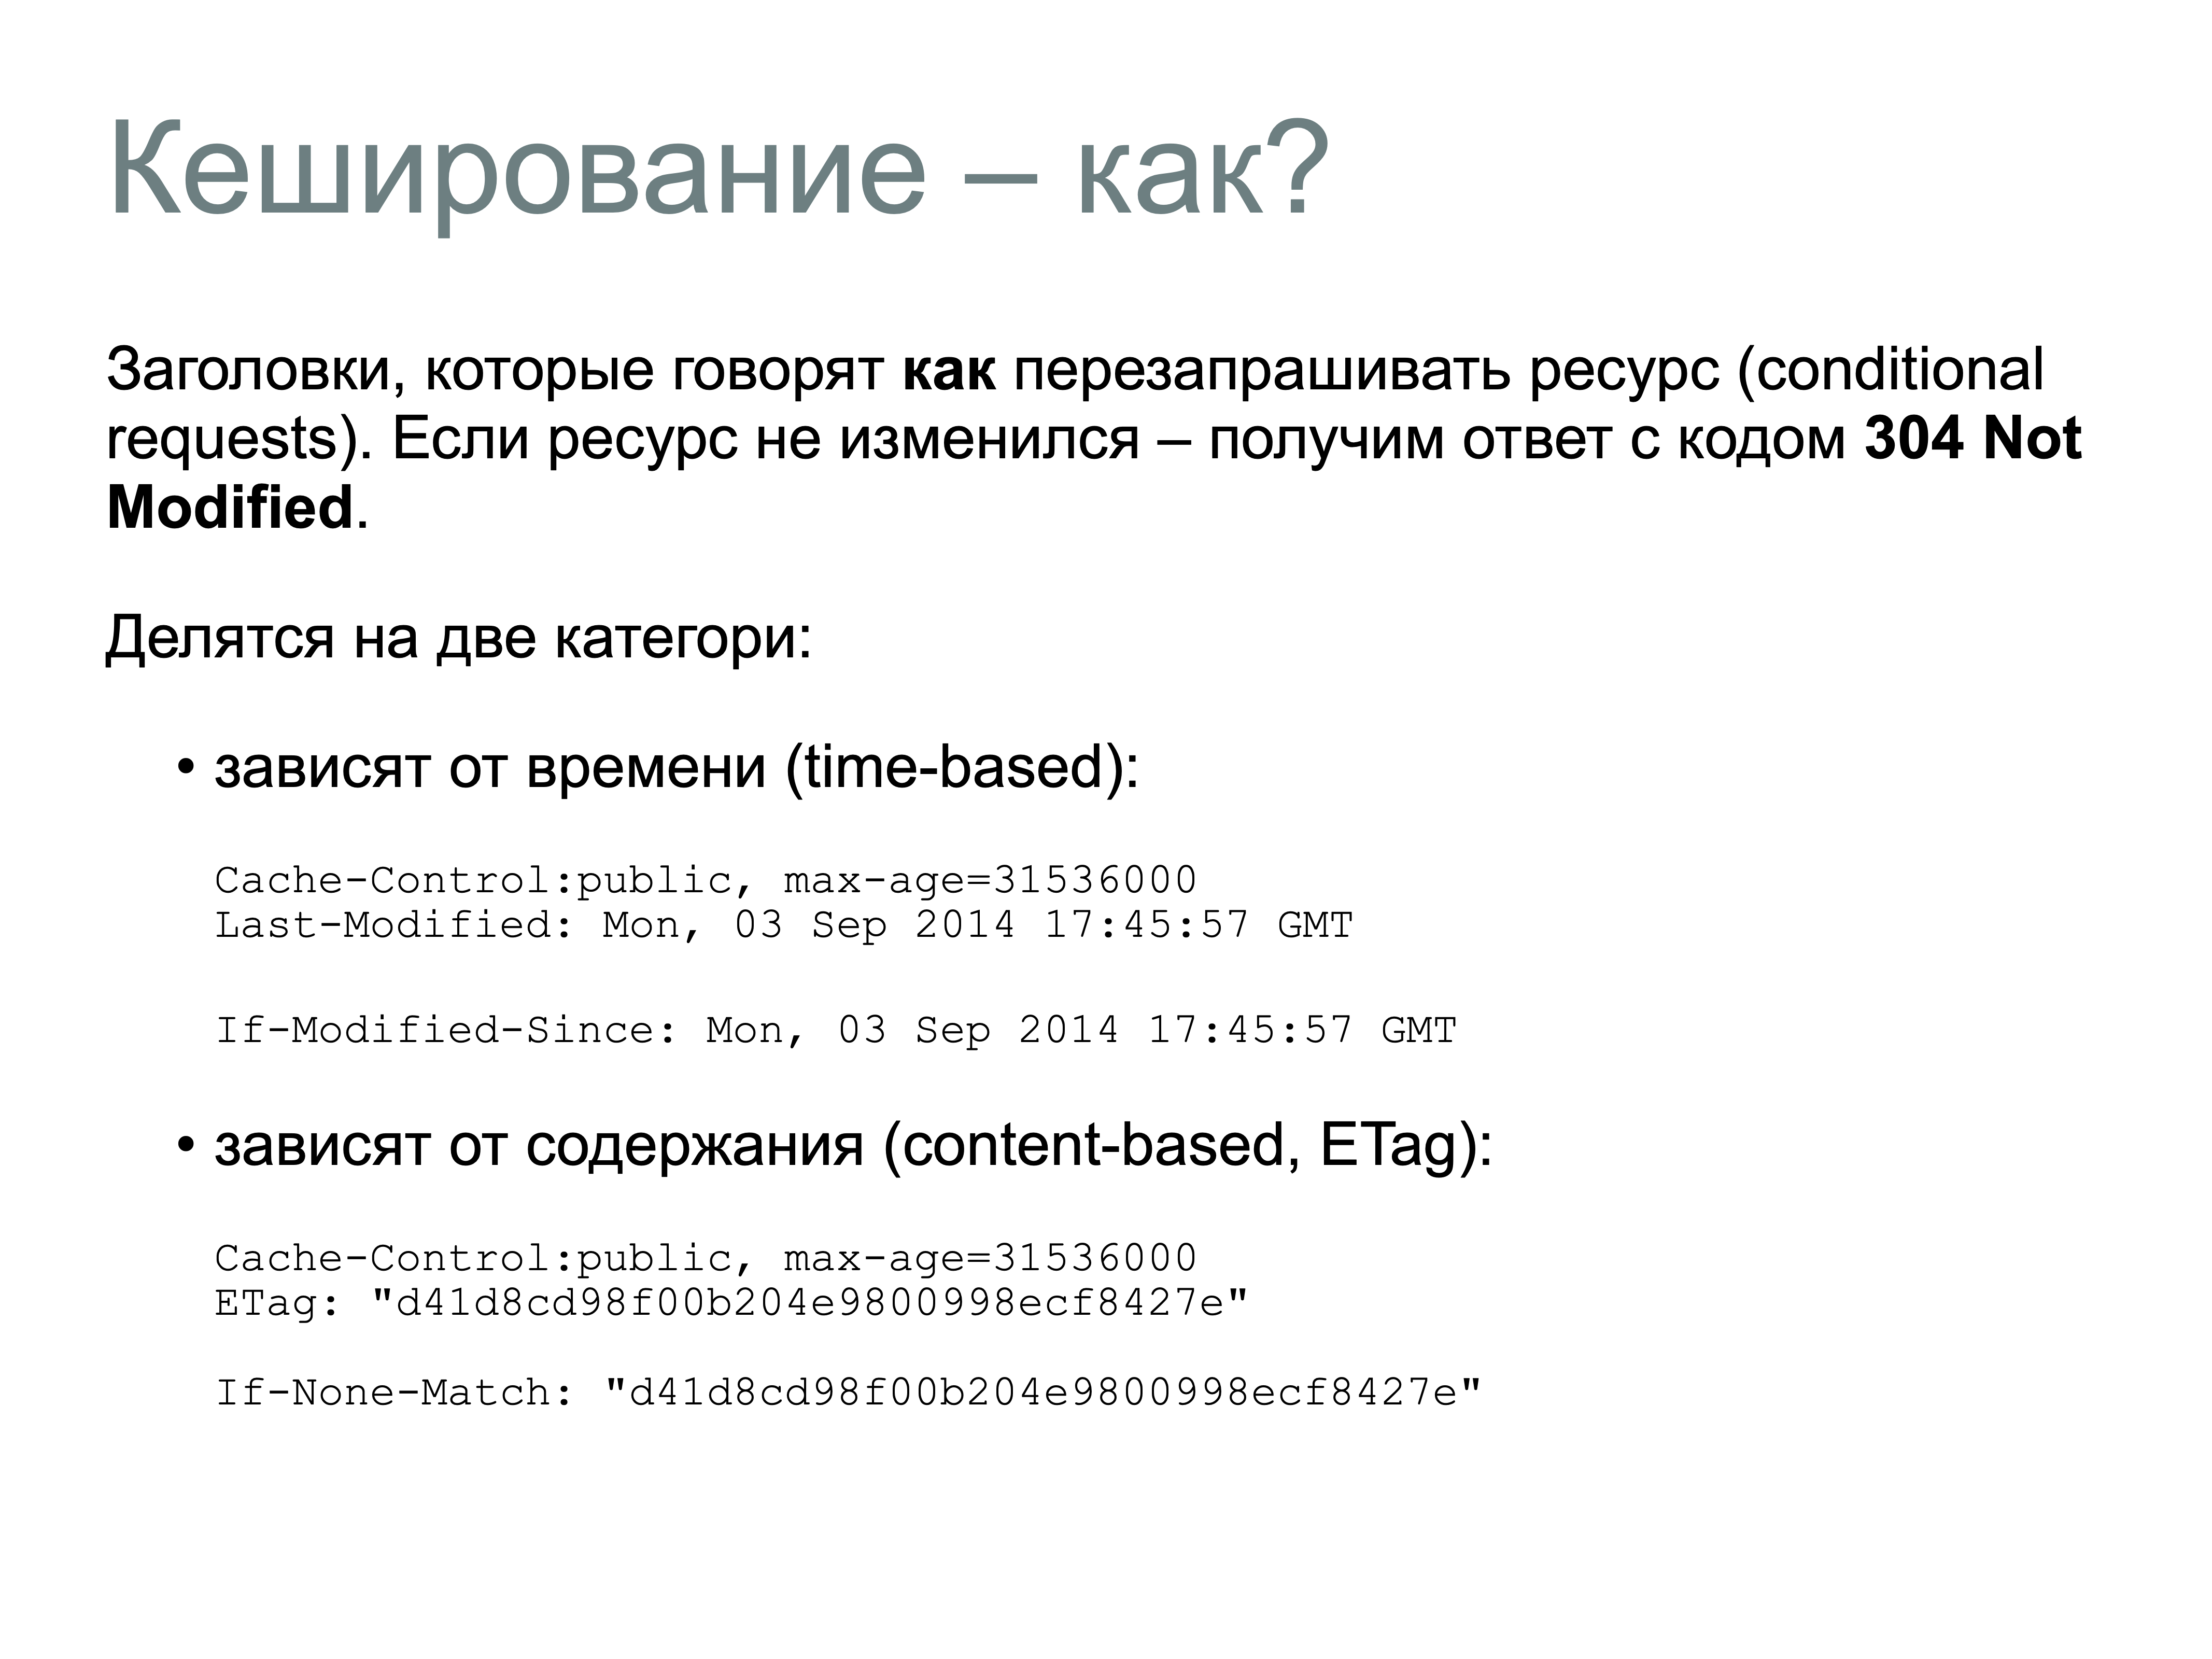 Кеширование – как?
Заголовки, которые говорят как перезапрашивать ресурс (conditional
requests). Если ресурс не изменился – получим ответ с кодом 304 Not
Modified.
Делятся на две категори:
• зависят от времени (time-based):
Cache-Control:public, max-age=31536000
Last-Modified: Mon, 03 Sep 2014 17:45:57 GMT
If-Modified-Since: Mon, 03 Sep 2014 17:45:57 GMT
• зависят от содержания (content-based, ETag):
Cache-Control:public, max-age=31536000
ETag: "d41d8cd98f00b204e9800998ecf8427e"
If-None-Match: "d41d8cd98f00b204e9800998ecf8427e"